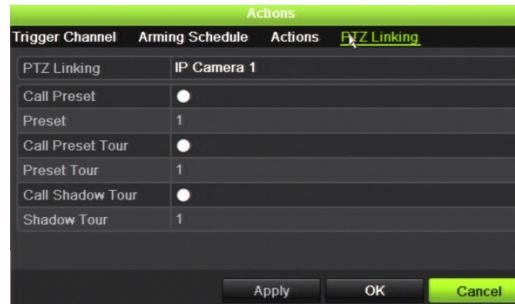 Actions
Trigger Channel Arming Schedule Actions PTZ Linking
PTZ Linking IP Camera 1
Call Preset
Preset 1
Call Preset Tour
Preset Tour 1
Call Shadow Tour
Shadow Tour 1
Apply OK Cancel